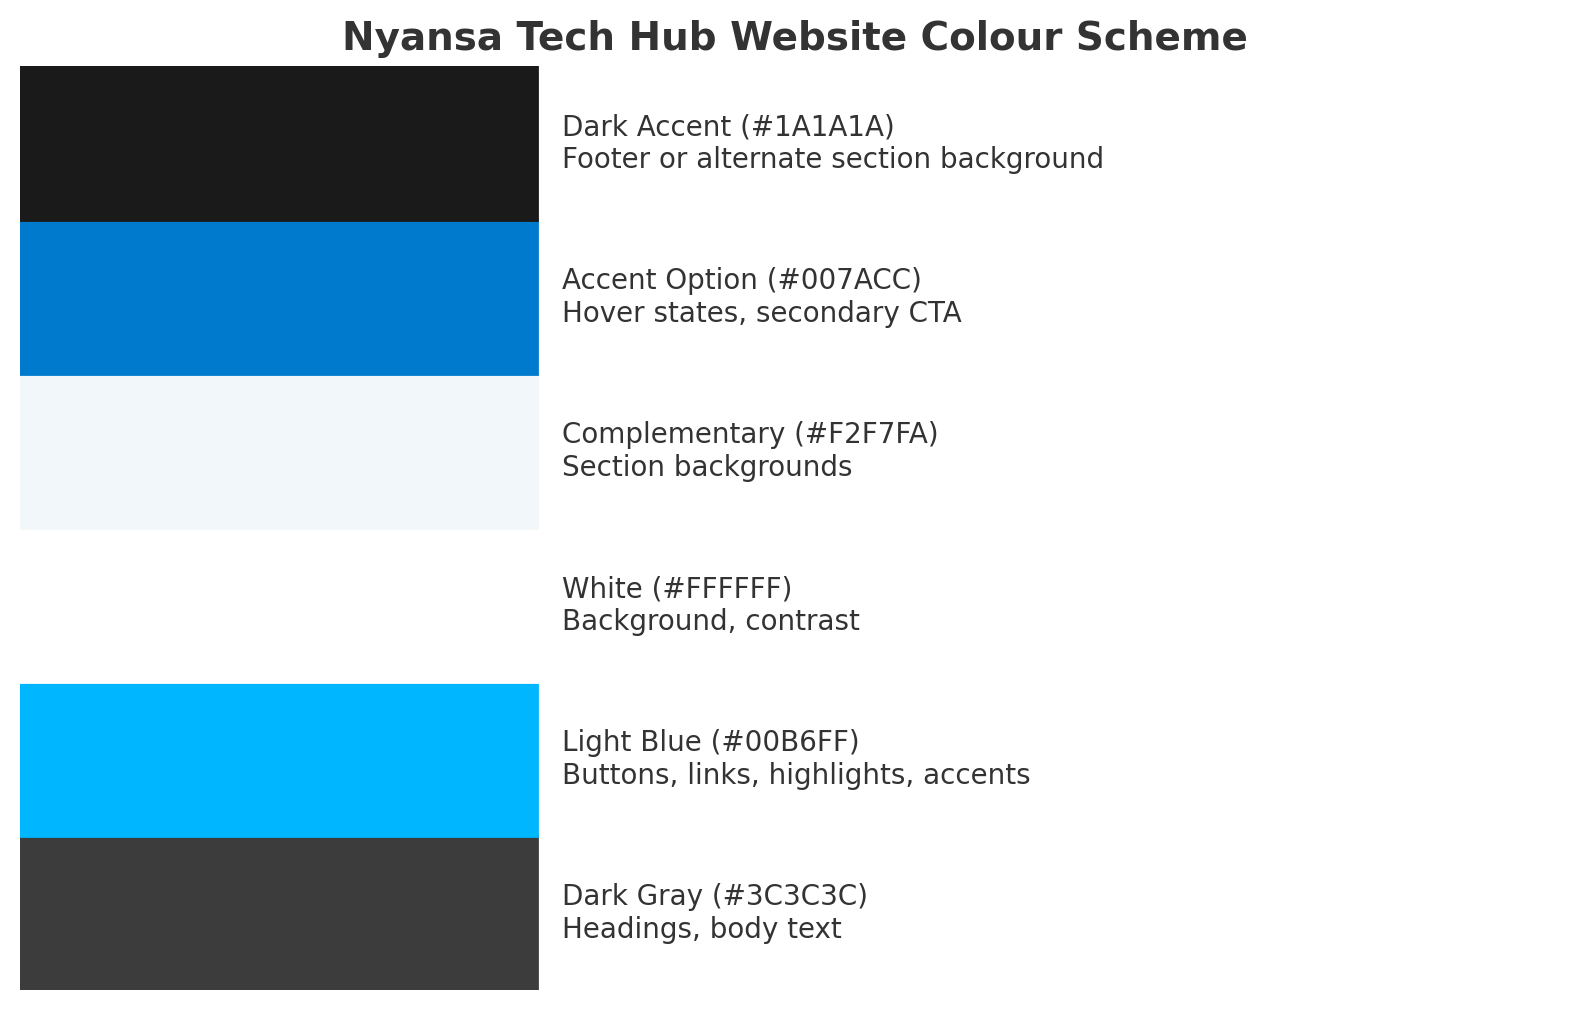 Nyansa Tech Hub Website Colour Scheme
Dark Accent (#1A1A1A)
Footer or alternate section background
Accent Option (#007ACC)
Hover states, secondary CTA
Complementary (#F2F7FA)
Section backgrounds
White (#FFFFFF)
Background, contrast
Light Blue (#00B6FF)
Buttons, links, highlights, accents
Dark Gray (#3C3C3C)
Headings, body text